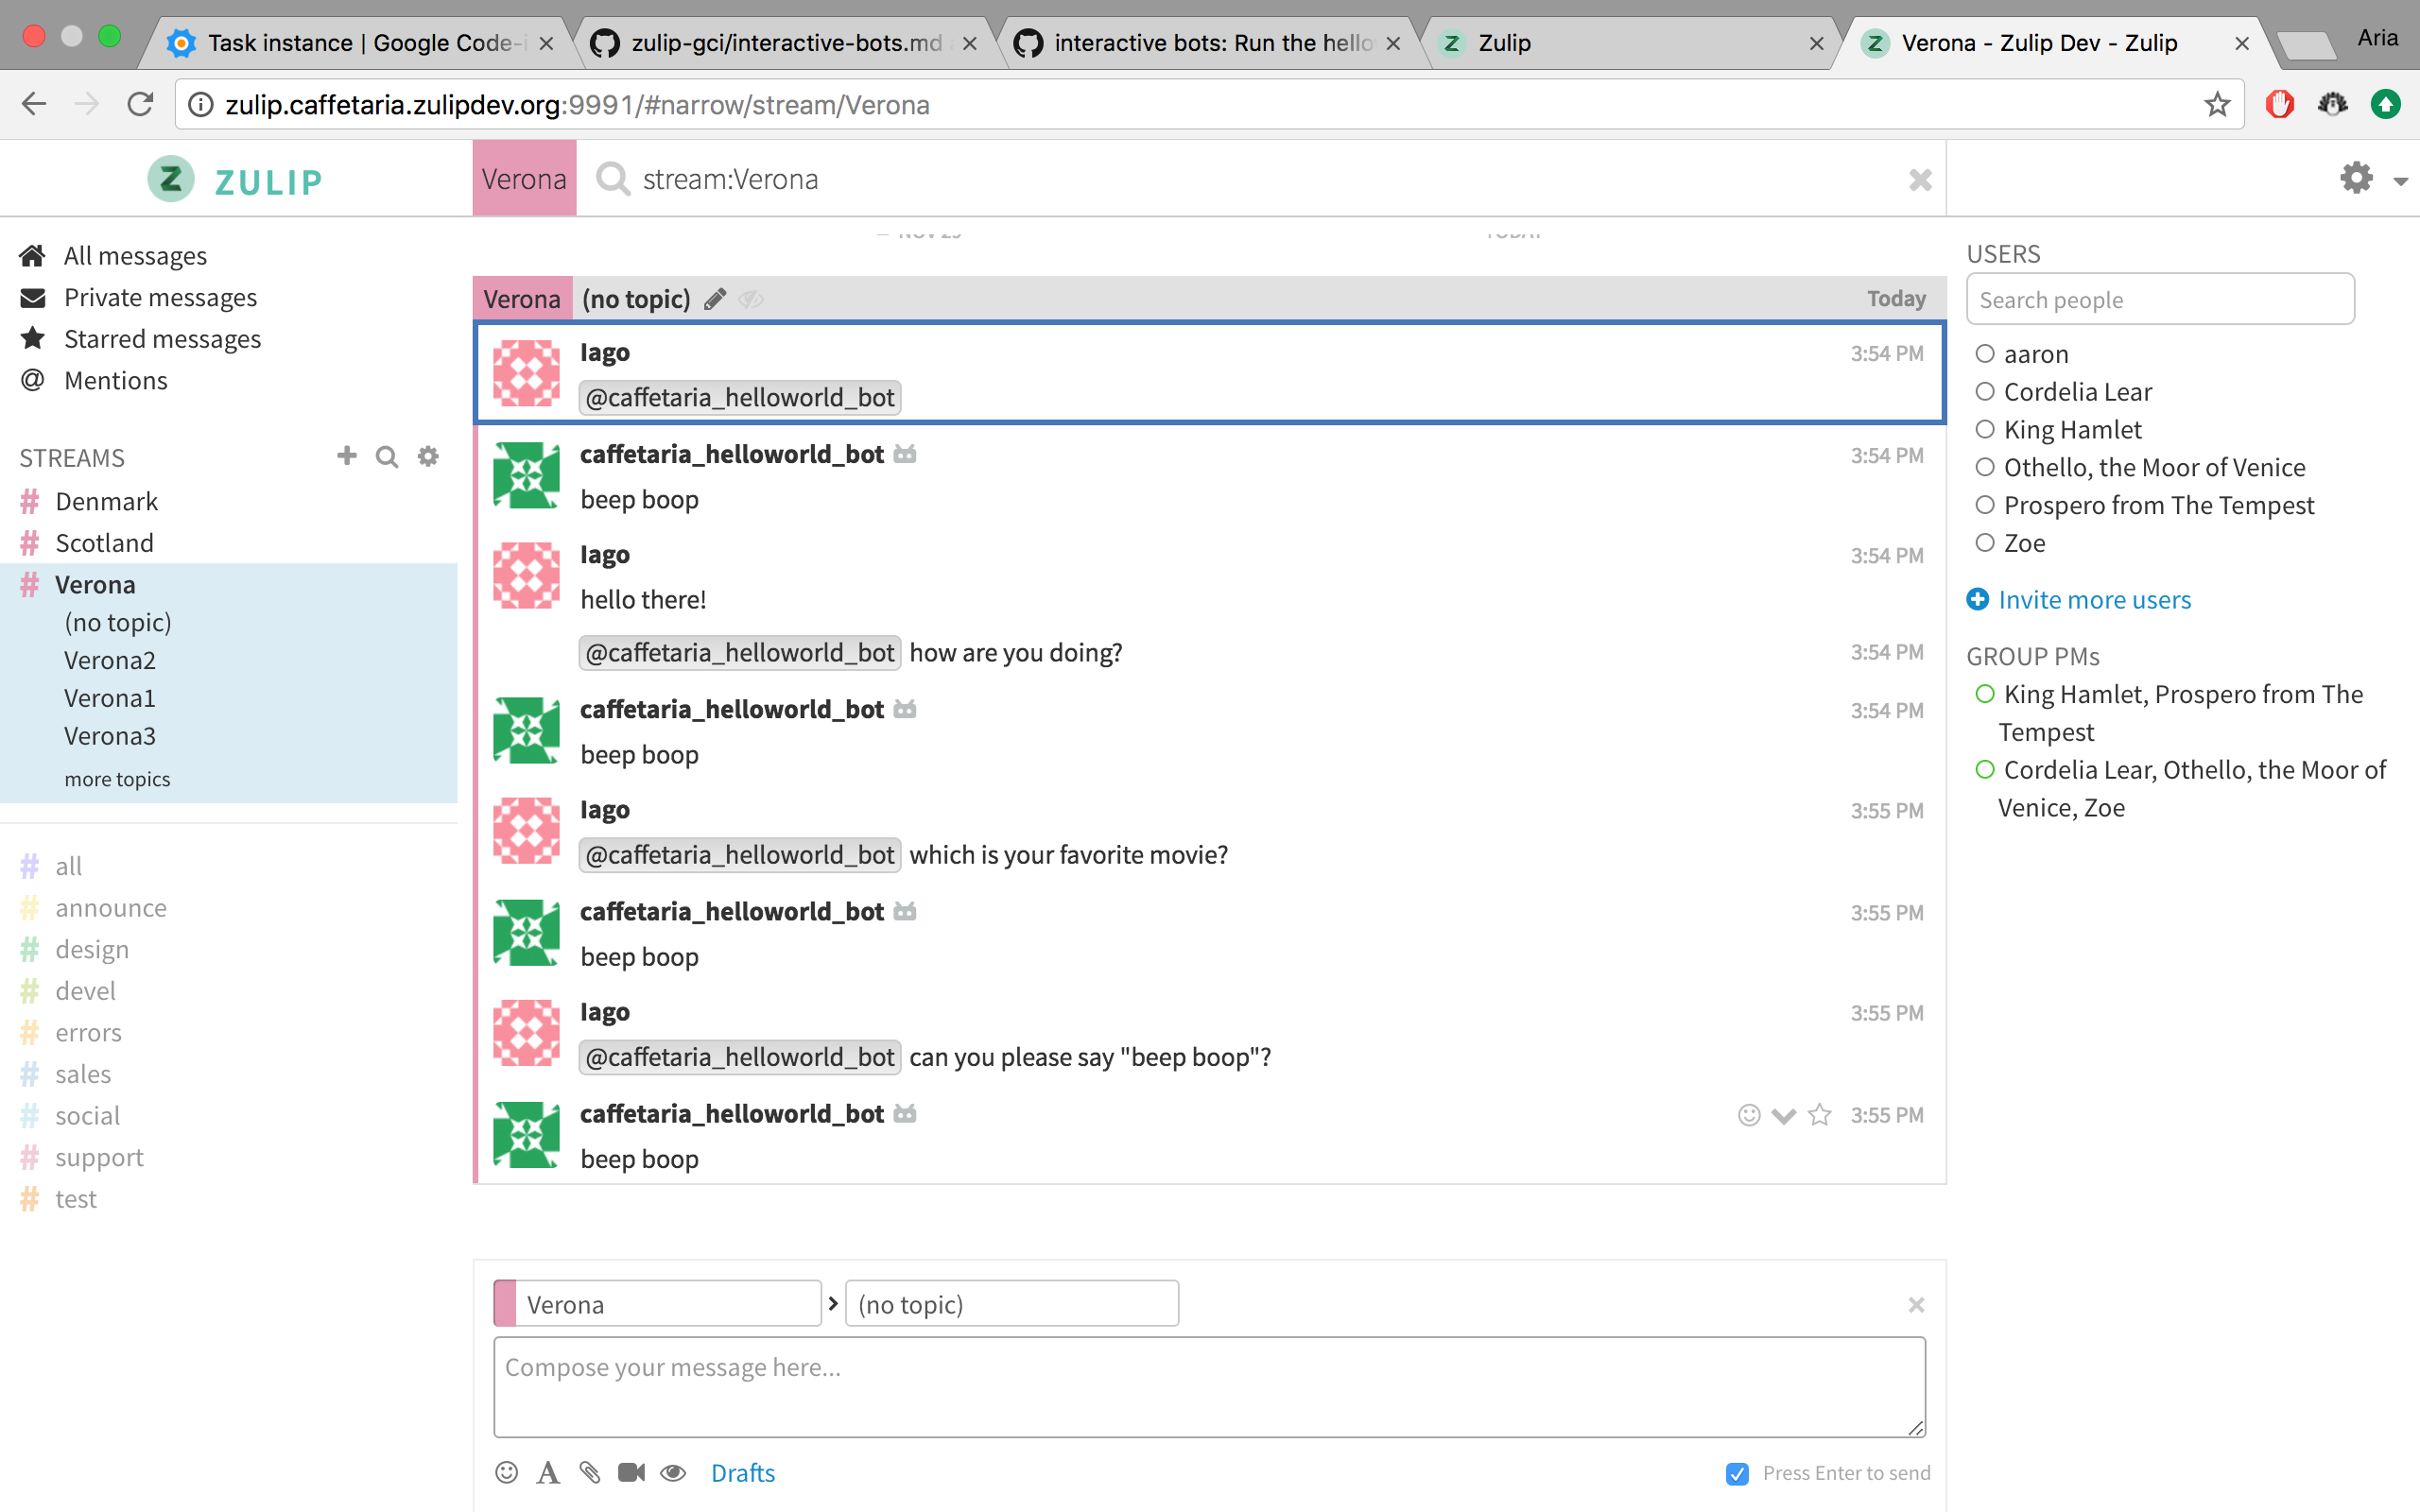 Task instance | Google Code-i
zulip-gci/interactive-bots.md
interactive bots: Run the hello
Zulip
Verona - Zulip Dev - Zulip
Aria
zulip.caffetaria.zulipdev.org:9991/#narrow/stream/Verona
ZULIP
Verona
stream:Verona
All messages
Private messages
Starred messages
@ Mentions
STREAMS
# Denmark
# Scotland
# Verona
(no topic)
Verona2
Verona1
Verona3
more topics
# all
# announce
# design
# devel
# errors
# sales
# social
# support
# test
Verona (no topic) Today
Iago 3:54 PM
@caffetaria_helloworld_bot
caffetaria_helloworld_bot 3:54 PM
beep boop
Iago 3:54 PM
hello there!
@caffetaria_helloworld_bot how are you doing? 3:54 PM
caffetaria_helloworld_bot 3:54 PM
beep boop
Iago 3:55 PM
@caffetaria_helloworld_bot which is your favorite movie?
caffetaria_helloworld_bot 3:55 PM
beep boop
Iago 3:55 PM
@caffetaria_helloworld_bot can you please say "beep boop"?
caffetaria_helloworld_bot 3:55 PM
beep boop
Verona
(no topic)
Compose your message here...
Drafts
Press Enter to send
USERS
Search people
aaron
Cordelia Lear
King Hamlet
Othello, the Moor of Venice
Prospero from The Tempest
Zoe
Invite more users
GROUP PMs
King Hamlet, Prospero from The
Tempest
Cordelia Lear, Othello, the Moor of
Venice, Zoe